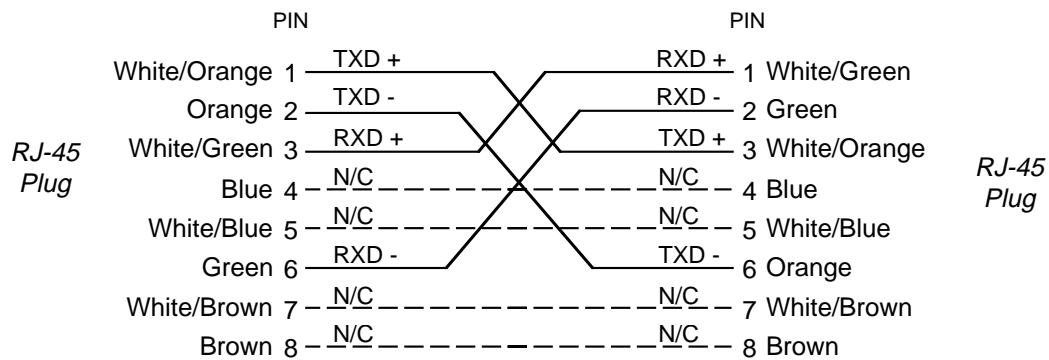 PIN PIN
White/Orange 1 TXD + RXD + 1 White/Green
Orange 2 TXD - RXD - 2 Green
White/Green 3 RXD + TXD + 3 White/Orange
RJ-45 Plug
Blue 4 N/C N/C 4 Blue
RJ-45 Plug
White/Blue 5 N/C N/C 5 White/Blue
Green 6 RXD - TXD - 6 Orange
White/Brown 7 N/C N/C 7 White/Brown
Brown 8 N/C N/C 8 Brown